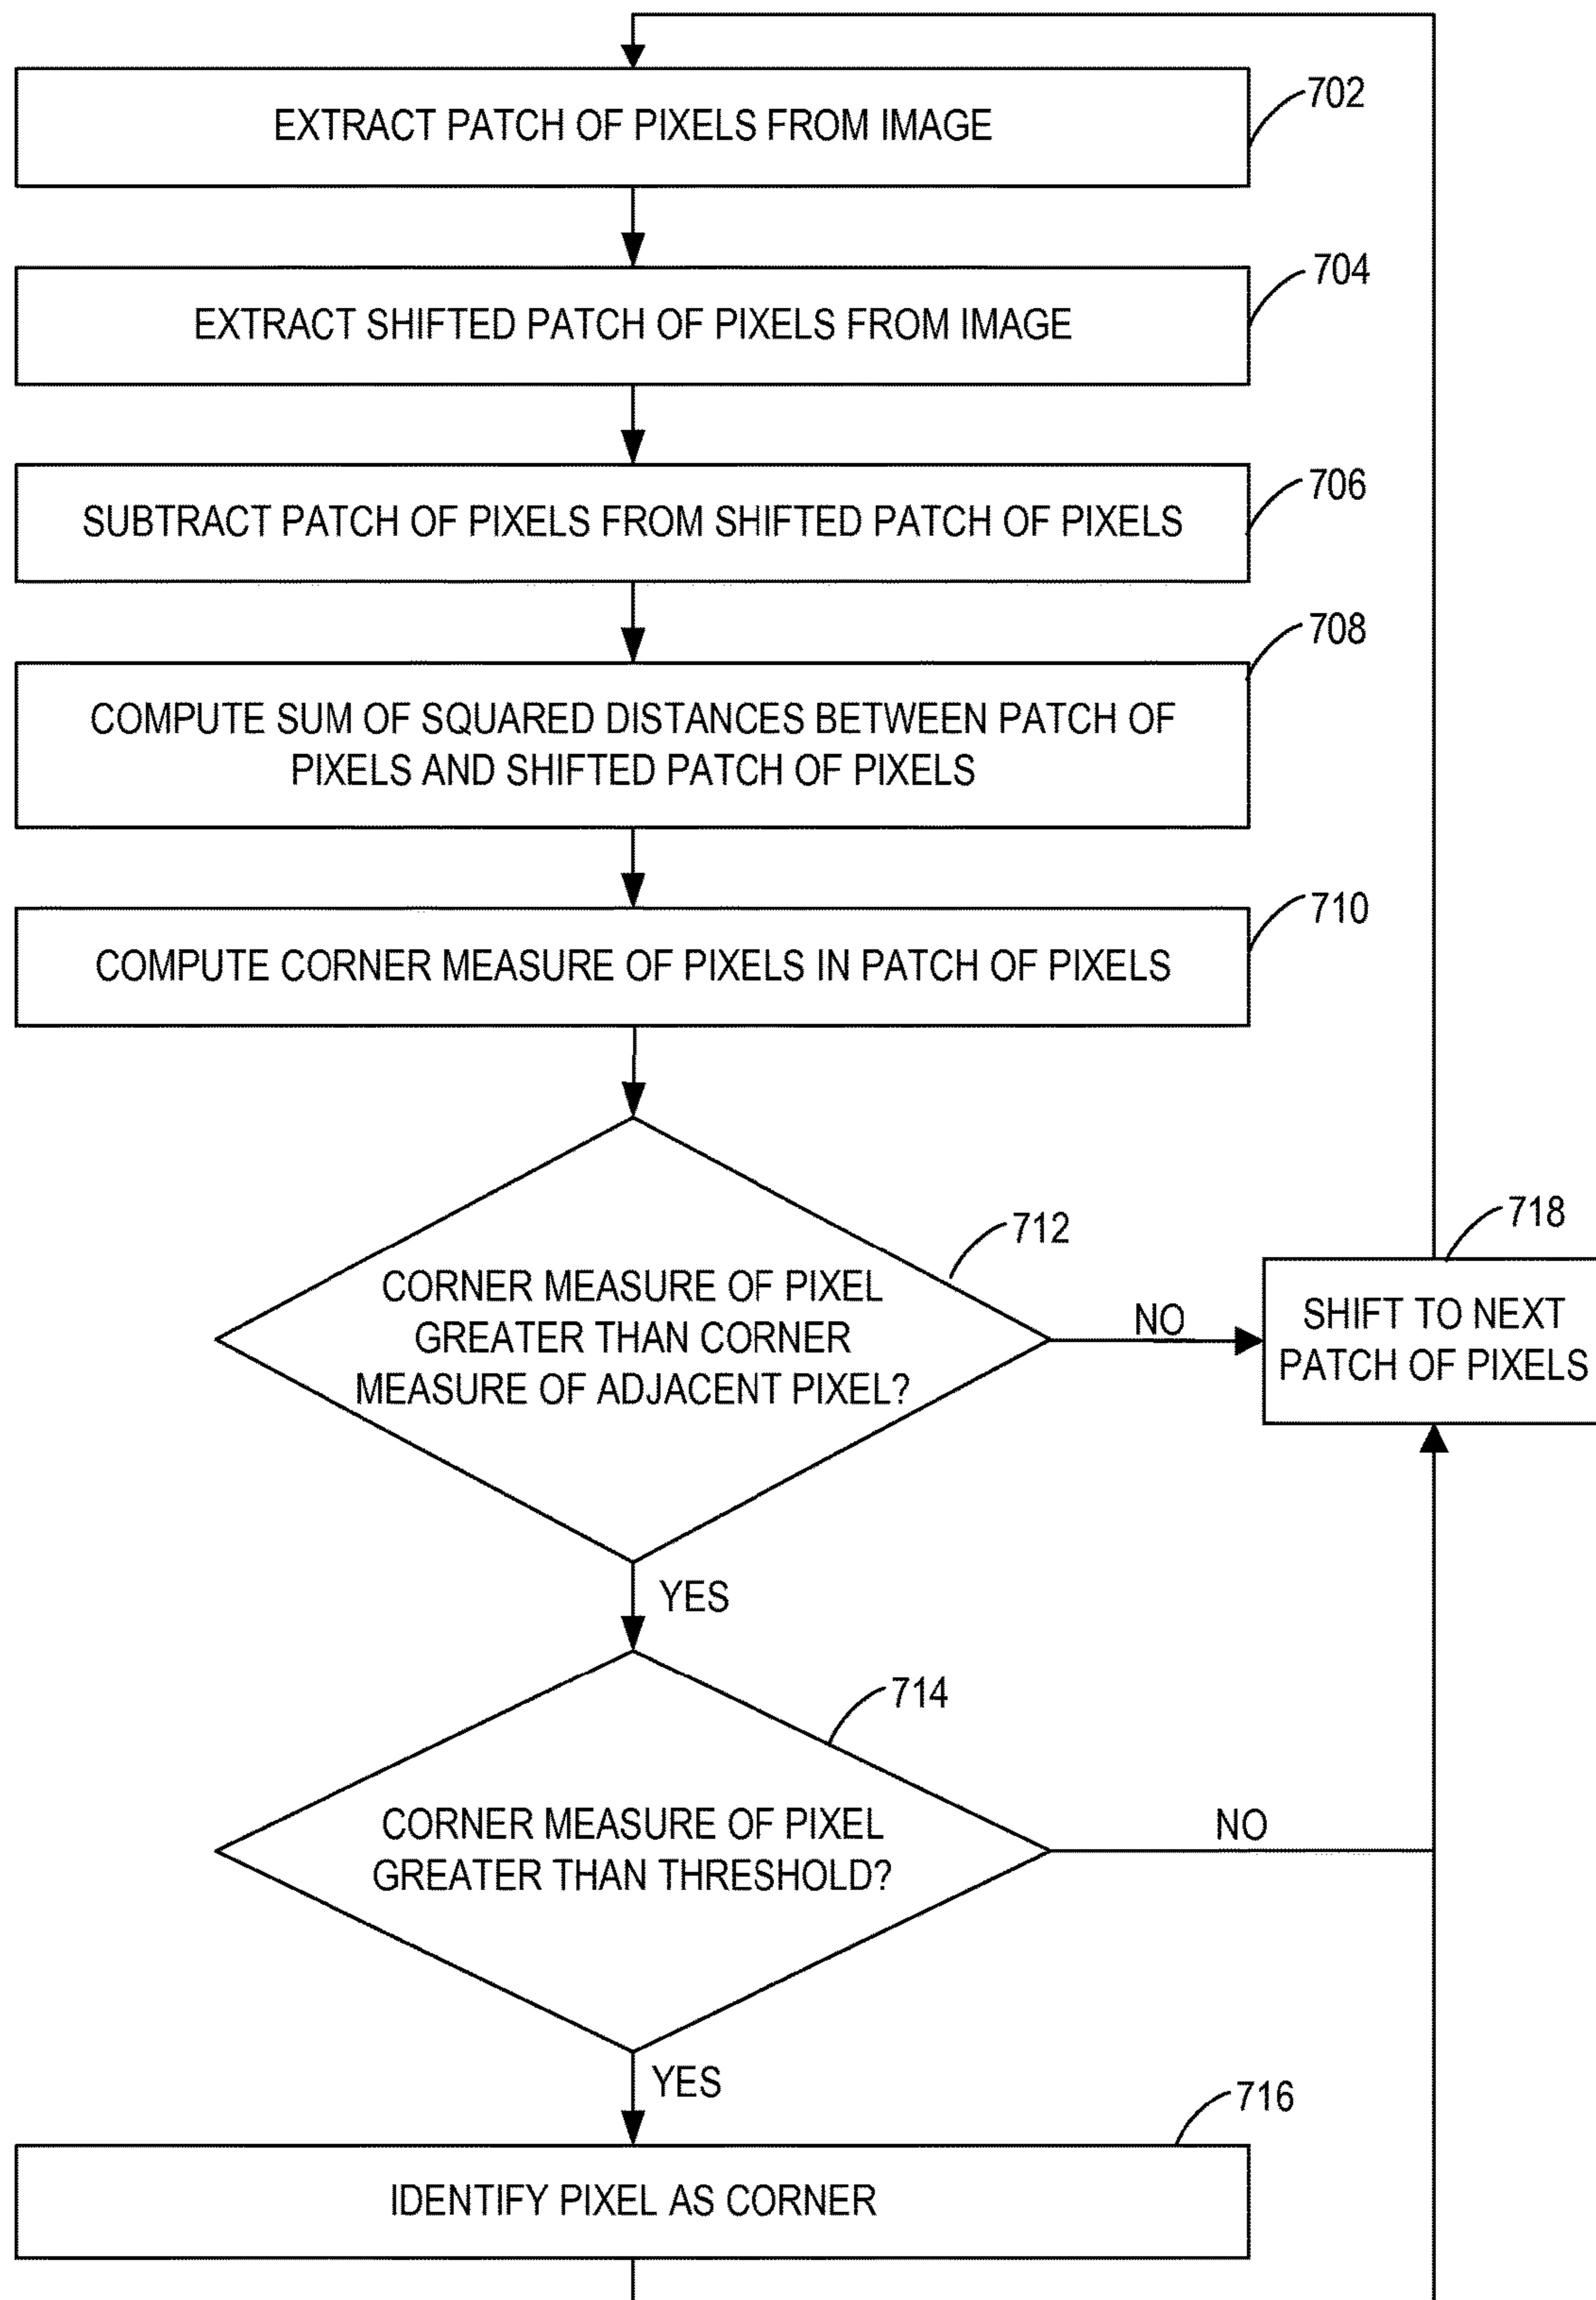 EXTRACT PATCH OF PIXELS FROM IMAGE
702
EXTRACT SHIFTED PATCH OF PIXELS FROM IMAGE
704
SUBTRACT PATCH OF PIXELS FROM SHIFTED PATCH OF PIXELS
706
708
COMPUTE SUM OF SQUARED DISTANCES BETWEEN PATCH OF
PIXELS AND SHIFTED PATCH OF PIXELS
710
COMPUTE CORNER MEASURE OF PIXELS IN PATCH OF PIXELS
712
CORNER MEASURE OF PIXEL
GREATER THAN CORNER
MEASURE OF ADJACENT PIXEL?
NO
718
SHIFT TO NEXT
PATCH OF PIXELS
YES
714
CORNER MEASURE OF PIXEL
GREATER THAN THRESHOLD?
NO
YES
716
IDENTIFY PIXEL AS CORNER